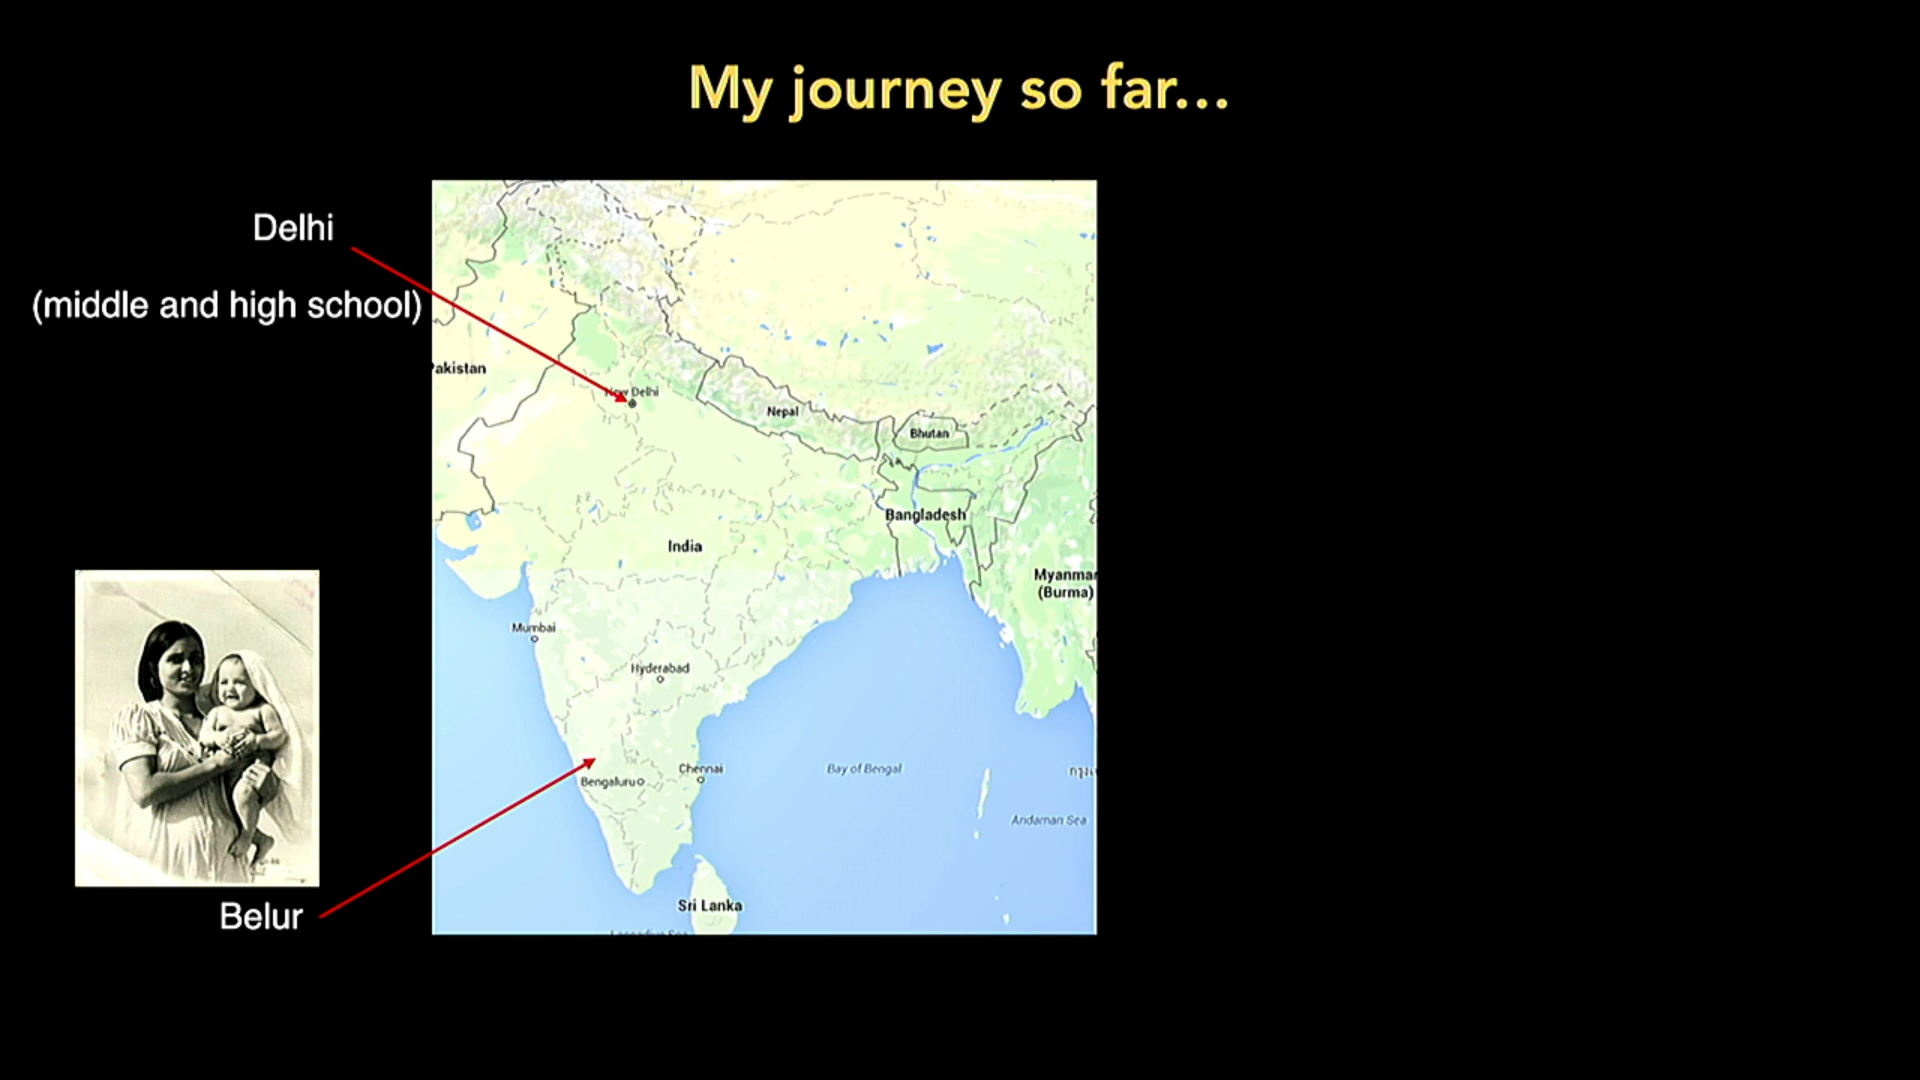 My journey so far...
Delhi
(middle and high school)
Pakistan
New Delhi
Nepal
Bhutan
Bangladesh
India
Myanmar
(Burma)
Mumbai
Hyderabad
Bengaluru
Chennai
Bay of Bengal
Andaman Sea
Sri Lanka
Belur